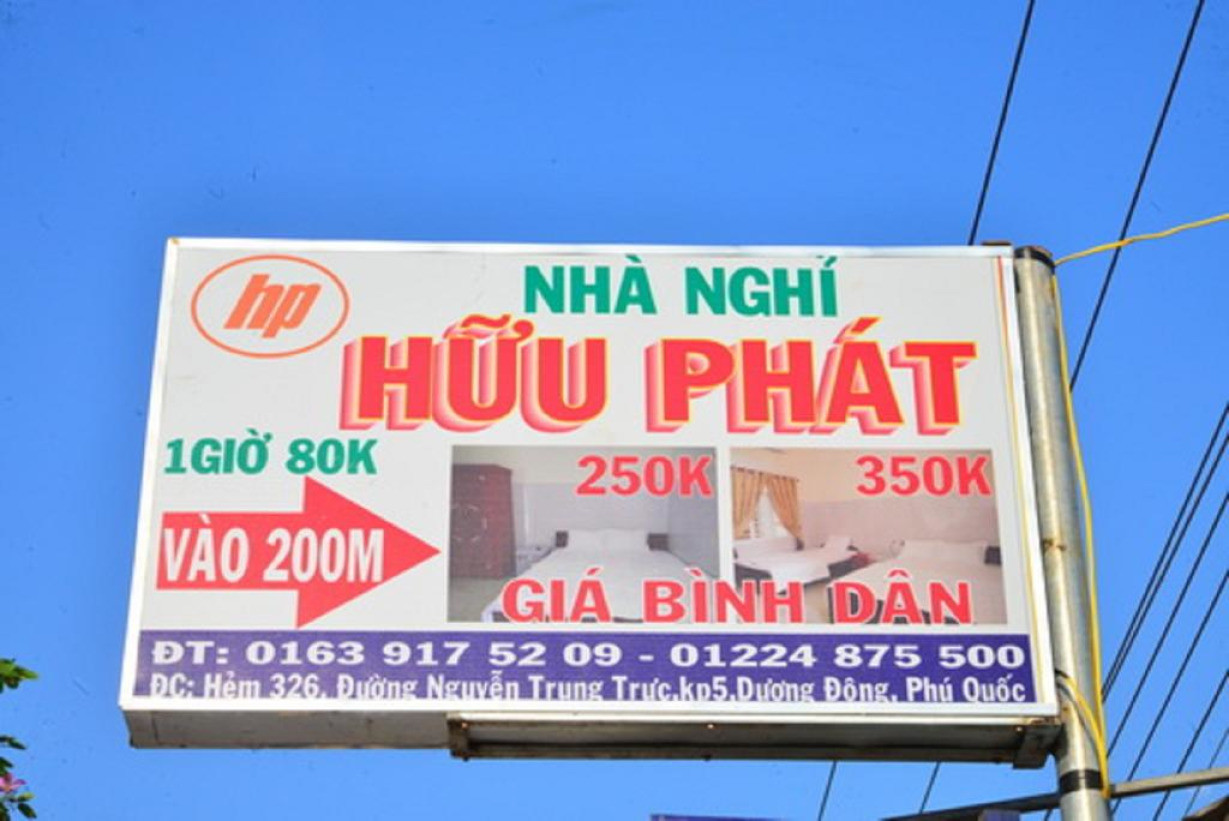 hp
NHÀ NGHỈ
HỮU PHÁT
1GIỜ 80K
VÀO 200M
250K
350K
GIÁ BÌNH DÂN
ĐT: 0163 917 52 09 - 01224 875 500
ĐC: Hẻm 326, Đường Nguyễn Trung Trực,kp5,Dương Đông, Phú Quốc